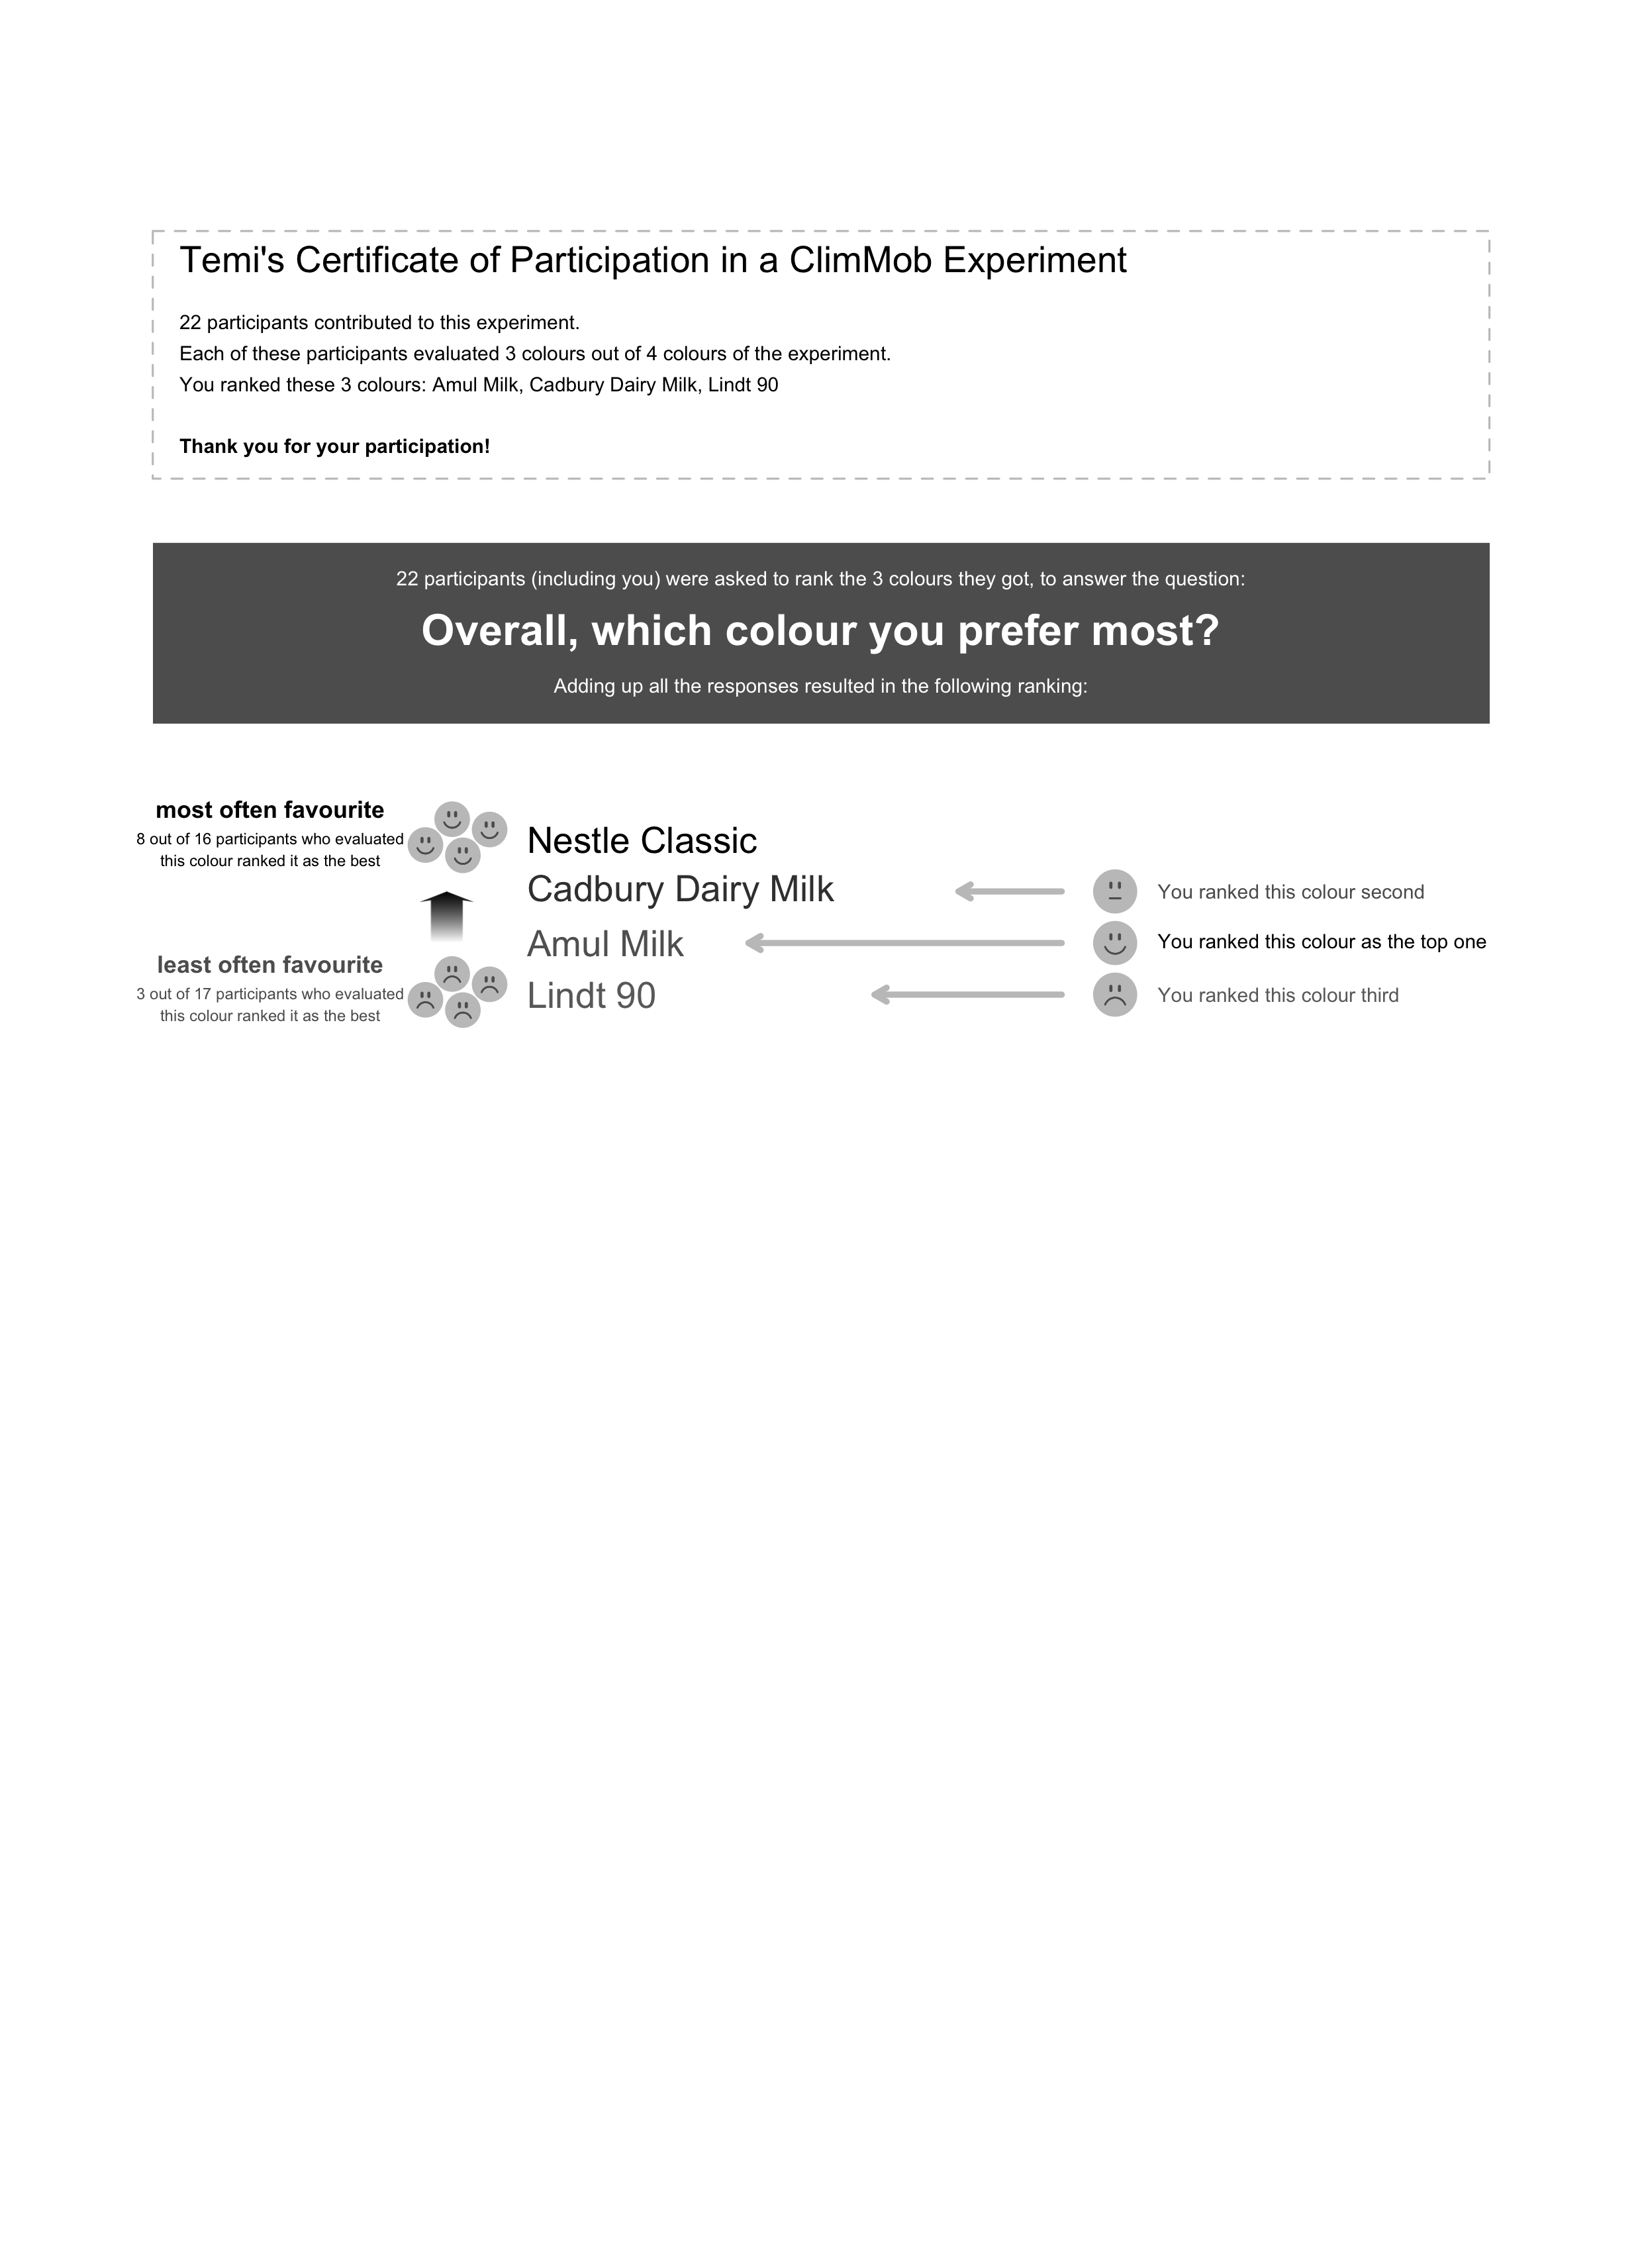 Temi's Certificate of Participation in a ClimMob Experiment
22 participants contributed to this experiment.
Each of these participants evaluated 3 colours out of 4 colours of the experiment.
You ranked these 3 colours: Amul Milk, Cadbury Dairy Milk, Lindt 90
Thank you for your participation!
22 participants (including you) were asked to rank the 3 colours they got, to answer the question:
Overall, which colour you prefer most?
Adding up all the responses resulted in the following ranking:
most often favourite
8 out of 16 participants who evaluated
this colour ranked it as the best
Nestle Classic
Cadbury Dairy Milk
You ranked this colour second
Amul Milk
You ranked this colour as the top one
least often favourite
3 out of 17 participants who evaluated
this colour ranked it as the best
Lindt 90
You ranked this colour third